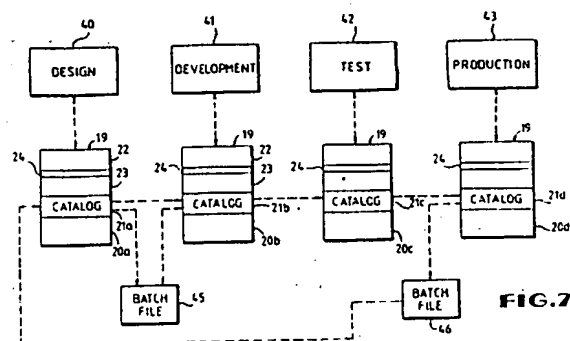 40
41
42
43
DESIGN
DEVELOPMENT
TEST
PRODUCTION
19
19
19
19
22
22
24
24
24
24
23
23
CATALOG
CATALOG
CATALOG
CATALOG
21a
21b
21c
21d
20a
20b
20c
20d
BATCH
FILE
45
BATCH
FILE
46
FIG.7